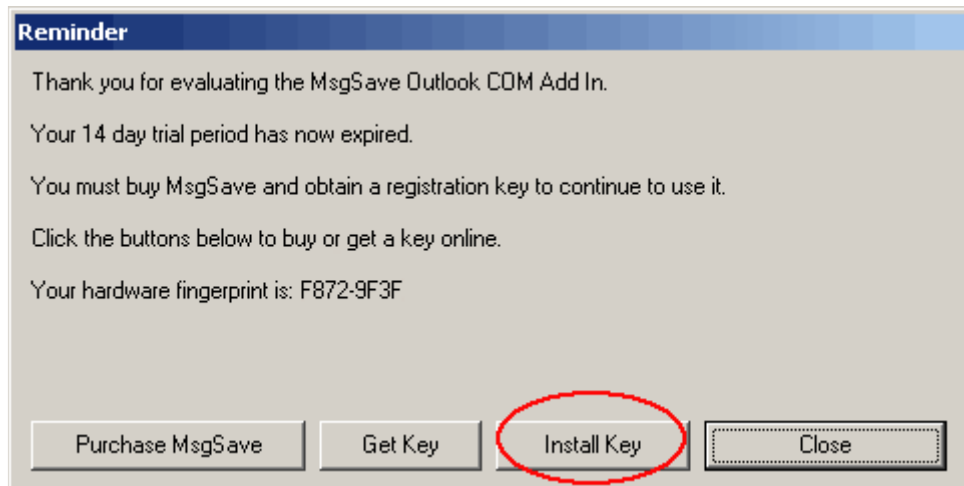 Reminder
Thank you for evaluating the MsgSave Outlook COM Add In.
Your 14 day trial period has now expired.
You must buy MsgSave and obtain a registration key to continue to use it.
Click the buttons below to buy or get a key online.
Your hardware fingerprint is: F872-9F3F
Purchase MsgSave
Get Key
Install Key
Close